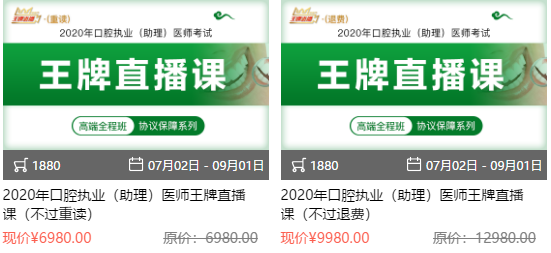 王牌直播(重读)
2020年口腔执业（助理）医师考试
王牌直播课
高端全程班 协议保障系列
1880 07月02日 - 09月01日
2020年口腔执业（助理）医师王牌直播
课（不过重读）
现价¥6980.00 原价：6980.00
王牌直播(退费)
2020年口腔执业（助理）医师考试
王牌直播课
高端全程班 协议保障系列
1880 07月02日 - 09月01日
2020年口腔执业（助理）医师王牌直播
课（不过退费）
现价¥9980.00 原价：12980.00